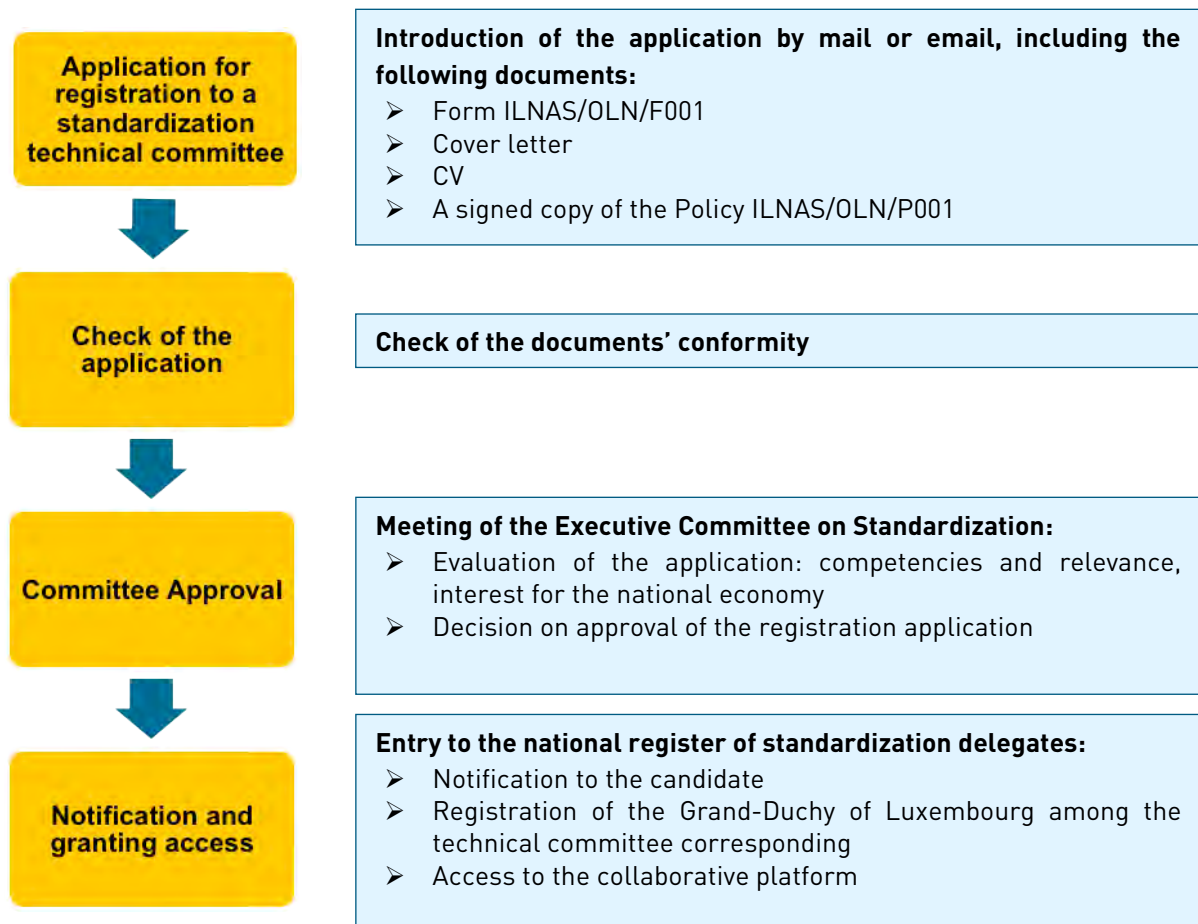 Application for
registration to a
standardization
technical committee
Introduction of the application by mail or email, including the
following documents:
➢ Form ILNAS/OLN/F001
➢ Cover letter
➢ CV
➢ A signed copy of the Policy ILNAS/OLN/P001
Check of the
application
Check of the documents’ conformity
Committee Approval
Meeting of the Executive Committee on Standardization:
➢ Evaluation of the application: competencies and relevance,
interest for the national economy
➢ Decision on approval of the registration application
Notification and
granting access
Entry to the national register of standardization delegates:
➢ Notification to the candidate
➢ Registration of the Grand-Duchy of Luxembourg among the
technical committee corresponding
➢ Access to the collaborative platform